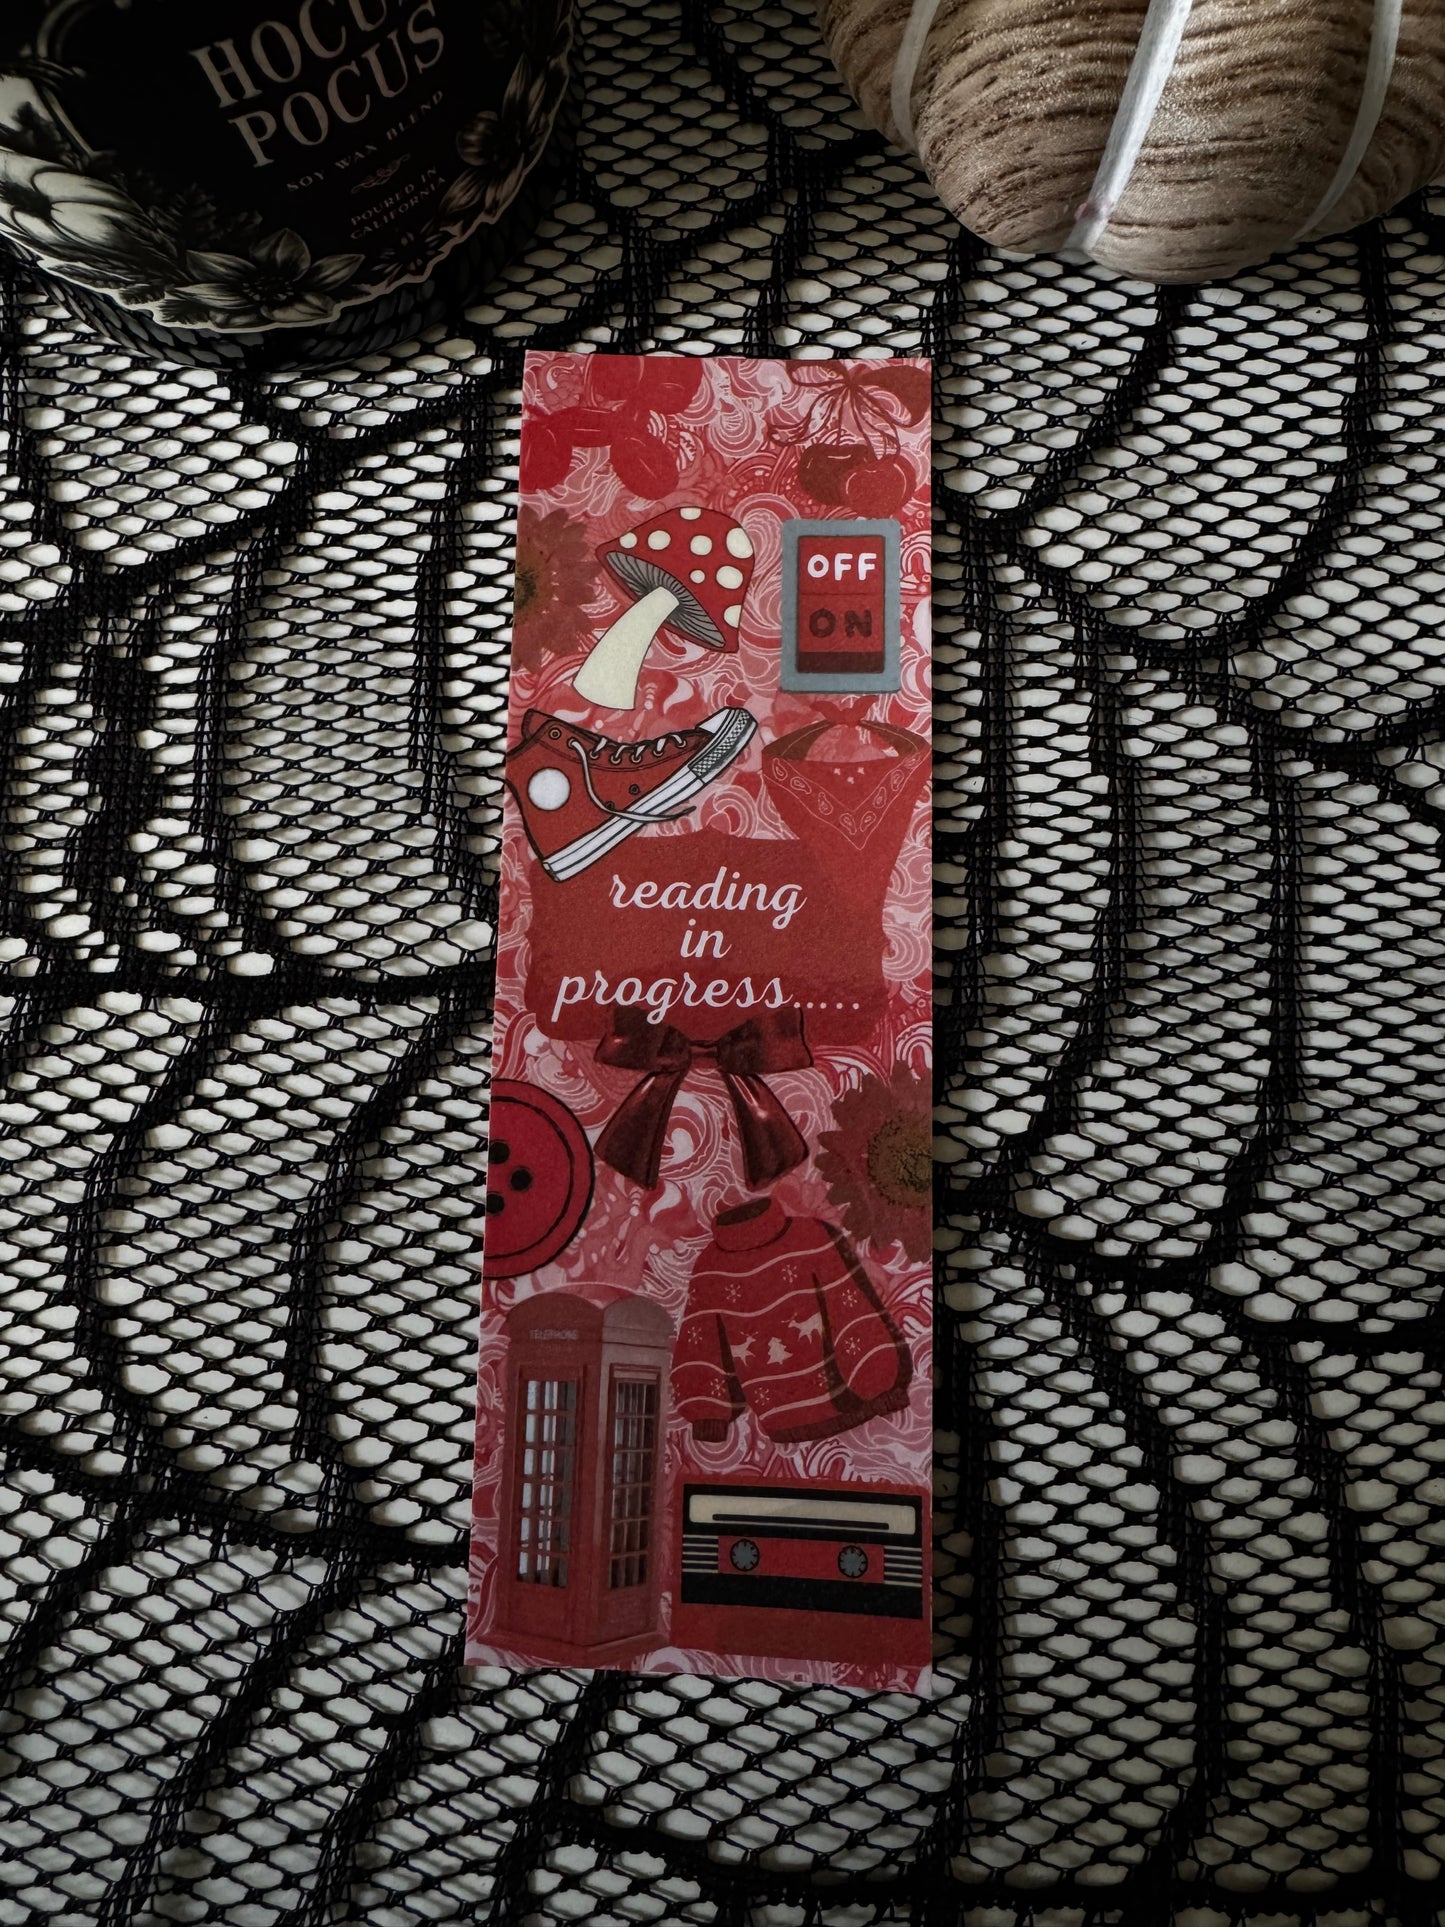 HOCUS
POCUS
SOY WAX BLEND
POURED IN
CALIFORNIA
OFF
ON
reading
in
progress.....
TELEPHONE